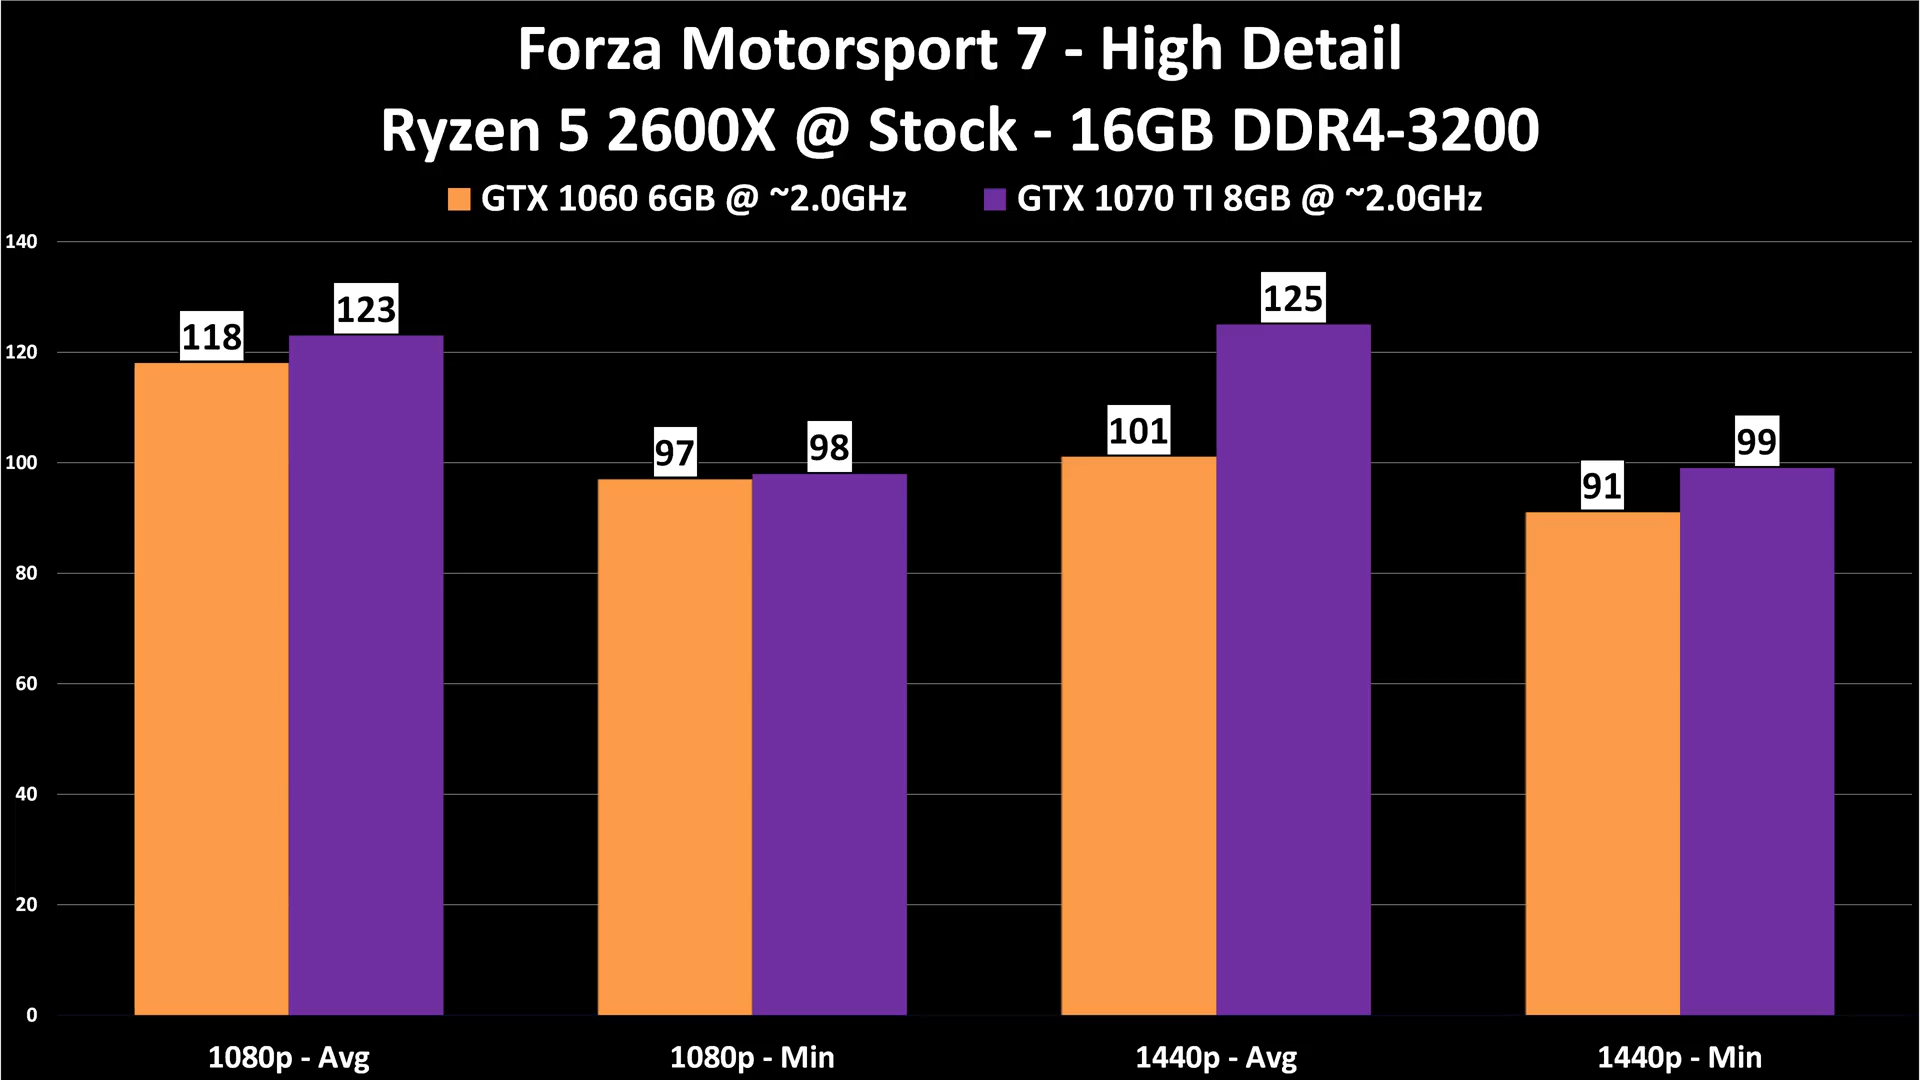 Forza Motorsport 7 - High Detail
Ryzen 5 2600X @ Stock - 16GB DDR4-3200
GTX 1060 6GB @ ~2.0GHz GTX 1070 TI 8GB @ ~2.0GHz
140
120
100
80
60
40
20
0
118
123
97
98
101
125
91
99
1080p - Avg
1080p - Min
1440p - Avg
1440p - Min